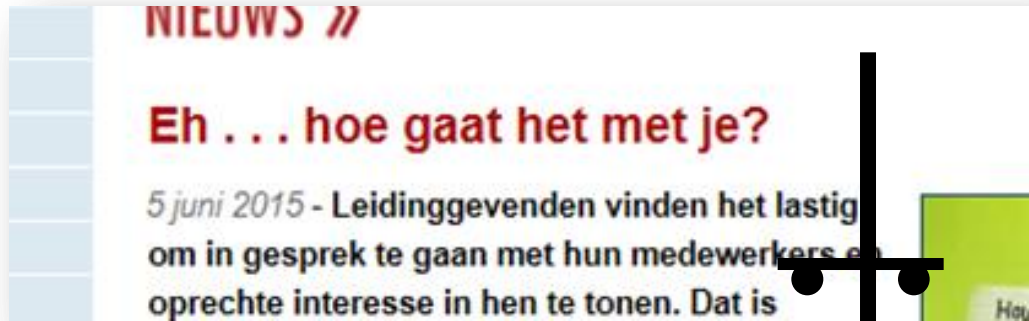 NIEUWS »
Eh . . . hoe gaat het met je?
5 juni 2015 - Leidinggevenden vinden het lastig
om in gesprek te gaan met hun medewerkers en
oprechte interesse in hen te tonen. Dat is